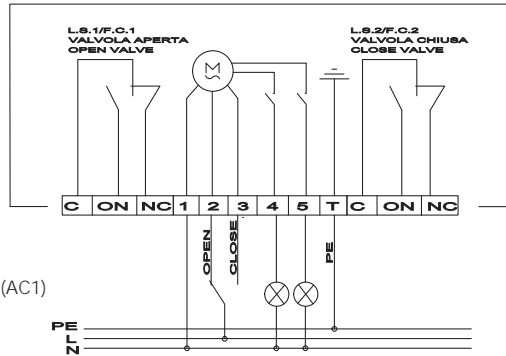 L.S.1/F.C.1
VALVOLA APERTA
OPEN VALVE
L.S.2/F.C.2
VALVOLA CHIUSA
CLOSE VALVE
M
C ON NC 1 2 3 4 5 T C ON NC
OPEN
CLOSE
PE
(AC1)
PE
L
N